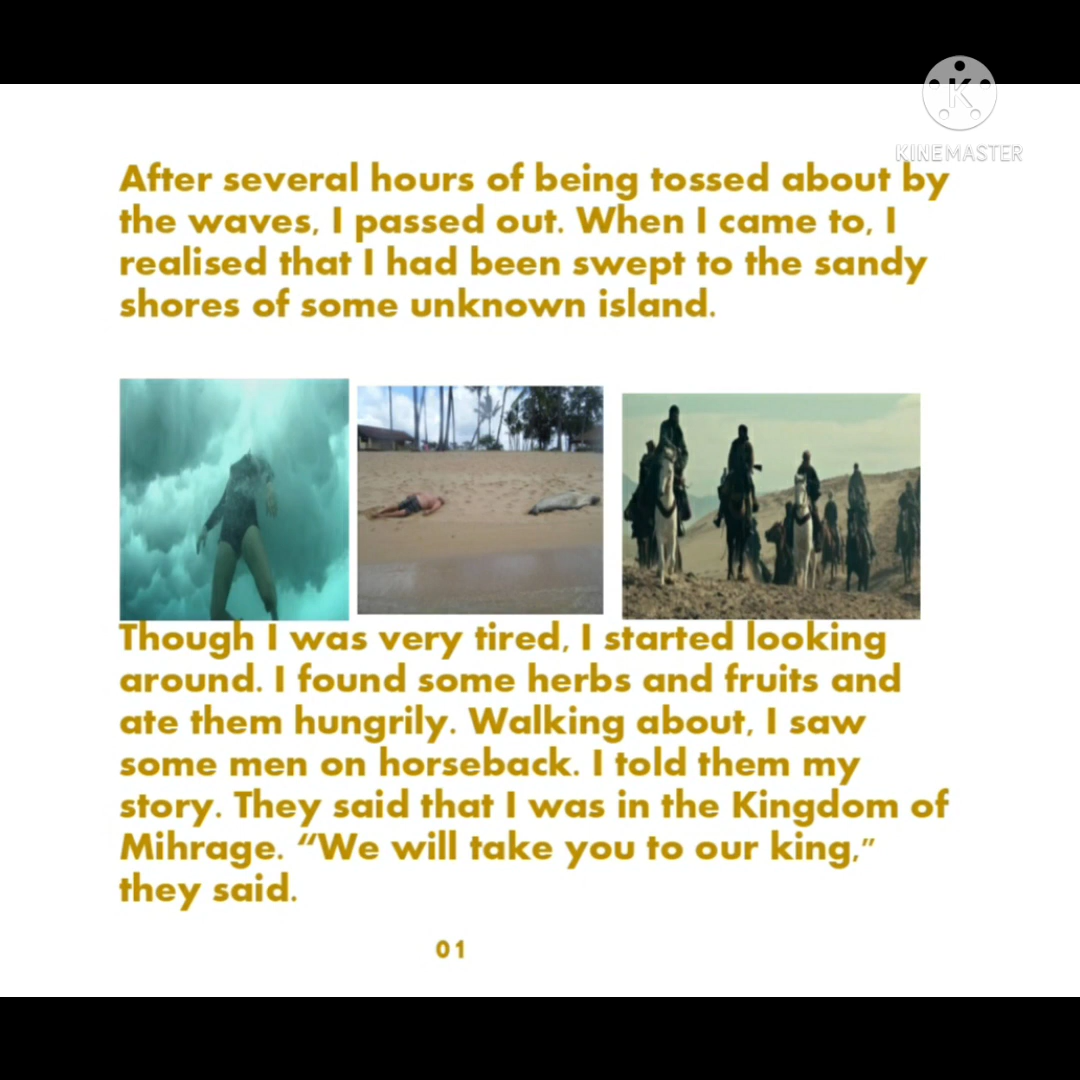 K
KINEMASTER
After several hours of being tossed about by
the waves, I passed out. When I came to, I
realised that I had been swept to the sandy
shores of some unknown island.
Though I was very tired, I started looking
around. I found some herbs and fruits and
ate them hungrily. Walking about, I saw
some men on horseback. I told them my
story. They said that I was in the Kingdom of
Mihrage. “We will take you to our king,”
they said.
01